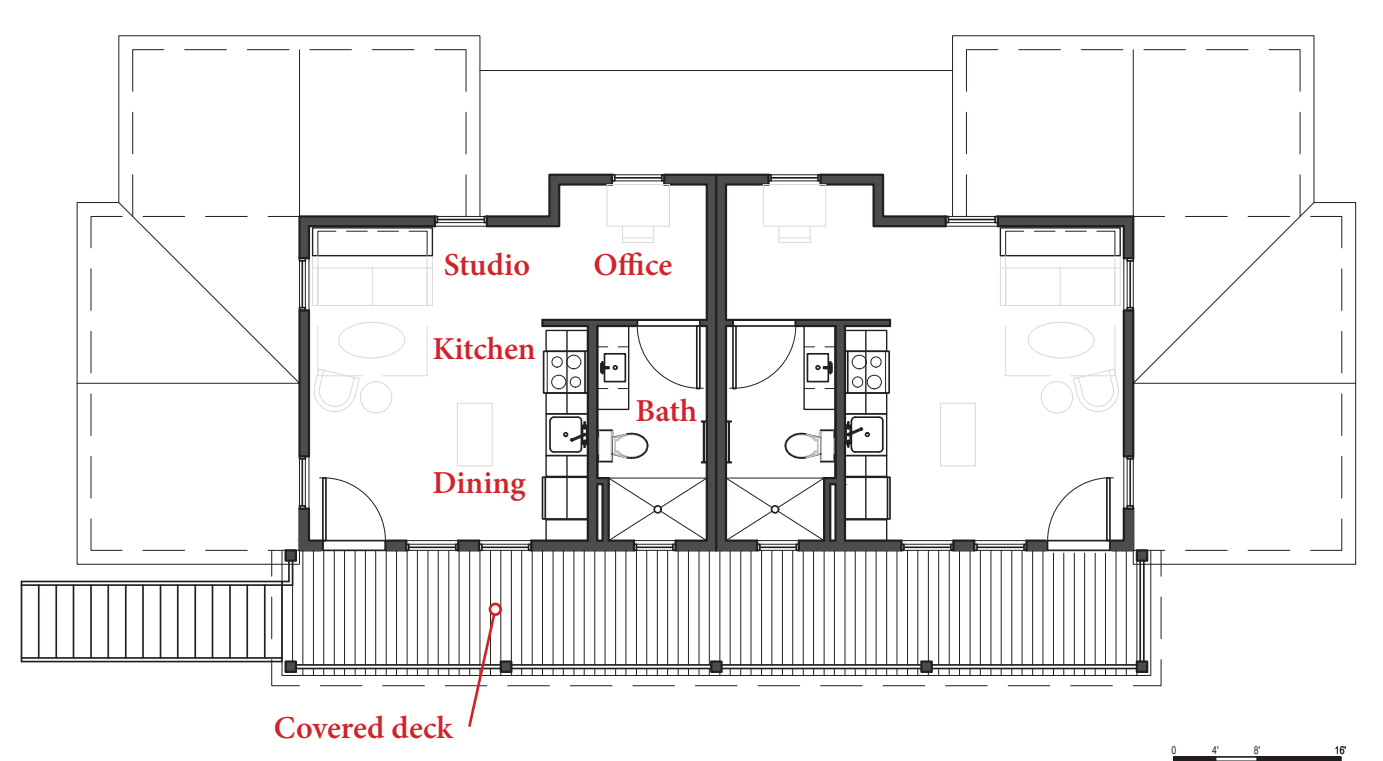 Studio
Office
Kitchen
Bath
Dining
Covered deck
0 4' 8' 16'